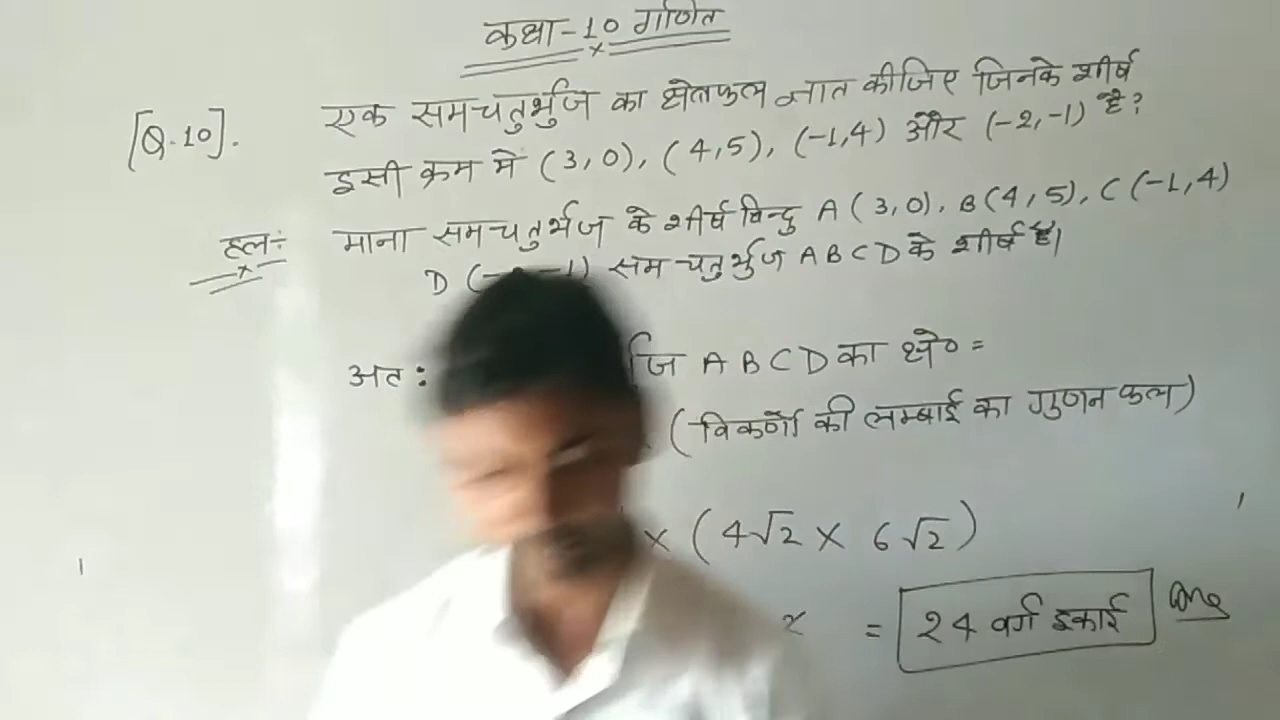 कक्षा-10 गणित
[Q.10]. एक समचतुर्भुज का क्षेत्रफल ज्ञात कीजिए जिनके शीर्ष
इसी क्रम में (3,0), (4,5), (-1,4) और (-2,-1) है?
हल÷ माना समचतुर्भुज के शीर्ष बिन्दु A(3,0), B(4,5), C(-1,4)
D(- -1) समचतुर्भुज ABCD के शीर्ष है।
अत: ABCD का क्षे० =
(विकर्णो की लम्बाई का गुणनफल)
× (4√2 × 6√2)
= 24 वर्ग इकाई Ans